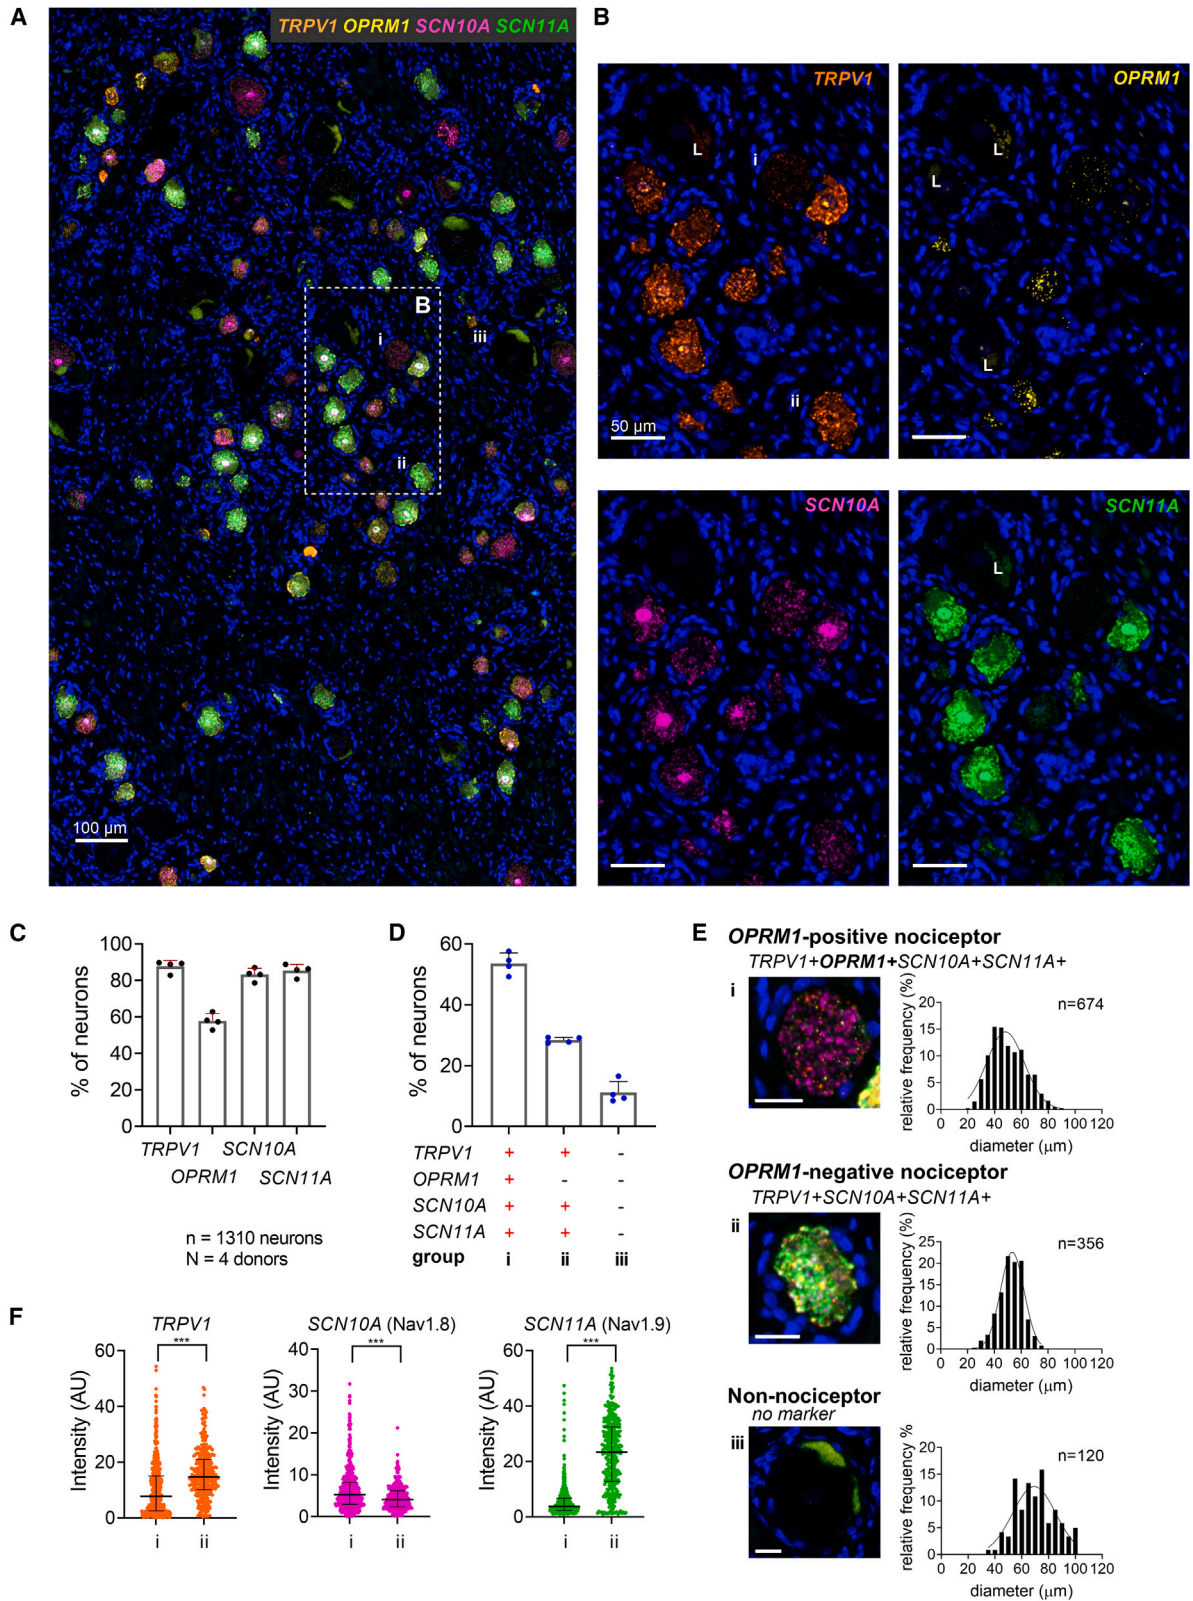 A
TRPV1 OPRM1 SCN10A SCN11A
B
i
iii
ii
100 µm
B
TRPV1
L
i
ii
50 µm
OPRM1
L
L
L
SCN10A
SCN11A
L
C
% of neurons
100
80
60
40
20
0
TRPV1 SCN10A
OPRM1 SCN11A
n = 1310 neurons
N = 4 donors
D
% of neurons
60
40
20
0
TRPV1 + + -
OPRM1 + - -
SCN10A + + -
SCN11A + + -
group i ii iii
E
OPRM1-positive nociceptor
TRPV1+OPRM1+SCN10A+SCN11A+
i
relative frequency (%)
20
15
10
5
0
n=674
0 20 40 60 80 100 120
diameter (µm)
OPRM1-negative nociceptor
TRPV1+SCN10A+SCN11A+
ii
relative frequency (%)
25
20
15
10
5
0
n=356
0 20 40 60 80 100 120
diameter (µm)
Non-nociceptor
no marker
iii
relative frequency %
20
15
10
5
0
n=120
0 20 40 60 80 100 120
diameter (µm)
F
TRPV1
***
Intensity (AU)
60
40
20
0
i ii
SCN10A (Nav1.8)
***
Intensity (AU)
40
30
20
10
0
i ii
SCN11A (Nav1.9)
***
Intensity (AU)
60
40
20
0
i ii